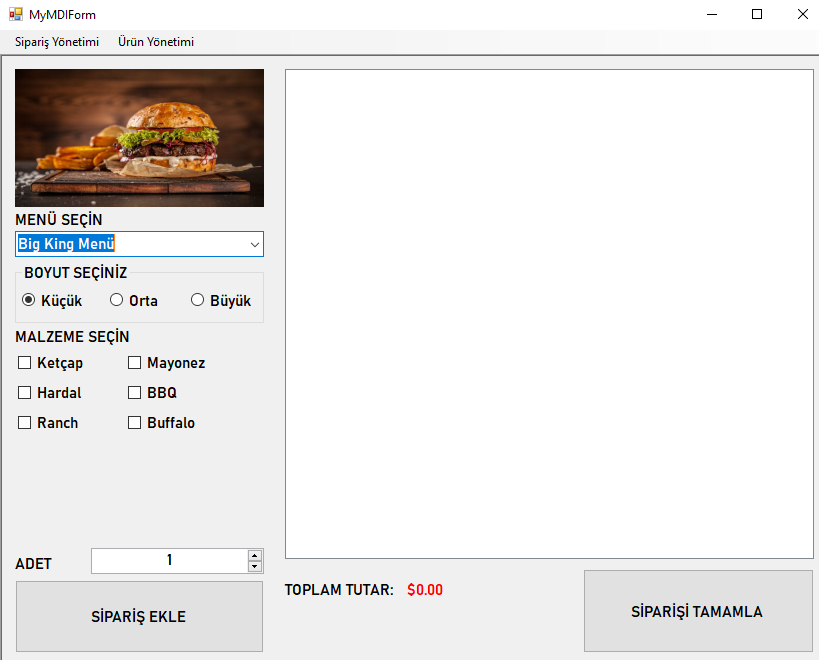 MyMDIForm
Sipariş Yönetimi Ürün Yönetimi
MENÜ SEÇİN
Big King Menü
BOYUT SEÇİNİZ
Küçük Orta Büyük
MALZEME SEÇİN
Ketçap Mayonez
Hardal BBQ
Ranch Buffalo
ADET 1
SİPARİŞ EKLE
TOPLAM TUTAR: $0.00
SİPARİŞİ TAMAMLA